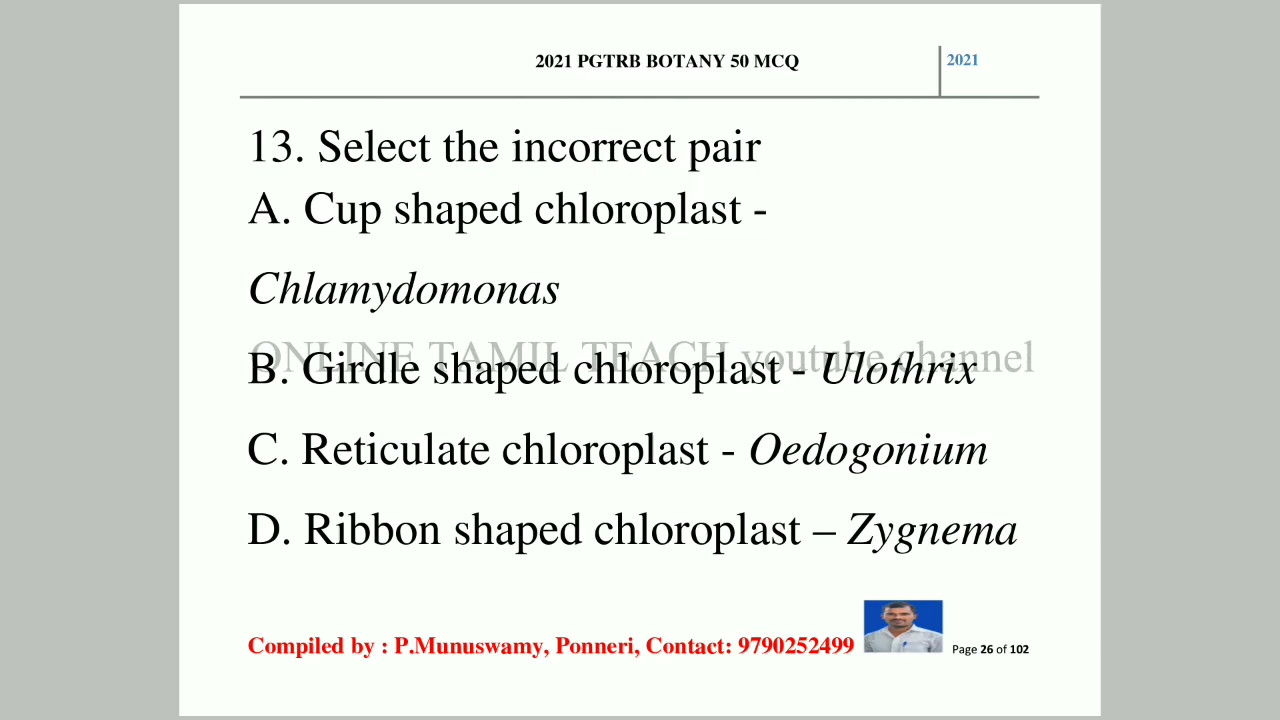 2021 PGTRB BOTANY 50 MCQ
2021
13. Select the incorrect pair
A. Cup shaped chloroplast -
Chlamydomonas
ONLINE TAMIL TEACH youtube channel
B. Girdle shaped chloroplast - Ulothrix
C. Reticulate chloroplast - Oedogonium
D. Ribbon shaped chloroplast – Zygnema
Compiled by : P.Munuswamy, Ponneri, Contact: 9790252499
Page 26 of 102